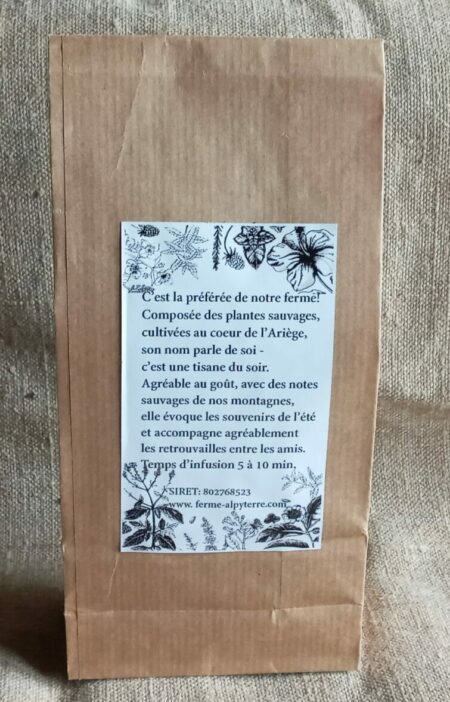 C'est la préférée de notre ferme!
Composée des plantes sauvages,
cultivées au coeur de l'Ariège,
son nom parle de soi -
c'est une tisane du soir.
Agréable au goût, avec des notes
sauvages de nos montagnes,
elle évoque les souvenirs de l'été
et accompagne agréablement
les retrouvailles entre les amis.
Temps d'infusion 5 à 10 min.
SIRET: 802768523
www. ferme-alpyterre.com